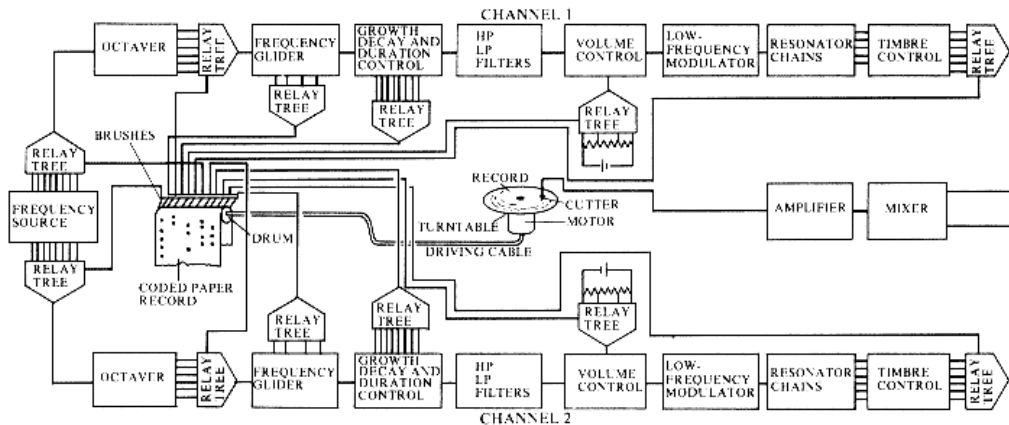 CHANNEL 1
OCTAVER
RELAY
TREE
FREQUENCY
GLIDER
GROWTH
DECAY AND
DURATION
CONTROL
HP
LP
FILTERS
VOLUME
CONTROL
LOW-
FREQUENCY
MODULATOR
RESONATOR
CHAINS
TIMBRE
CONTROL
RELAY
TREE
RELAY
TREE
RELAY
TREE
RELAY
TREE
BRUSHES
RELAY
TREE
FREQUENCY
SOURCE
RELAY
TREE
DRUM
CODED PAPER
RECORD
RECORD
CUTTER
MOTOR
TURNTABLE
DRIVING CABLE
AMPLIFIER
MIXER
RELAY
TREE
RELAY
TREE
RELAY
TREE
OCTAVER
RELAY
TREE
FREQUENCY
GLIDER
GROWTH
DECAY AND
DURATION
CONTROL
HP
LP
FILTERS
VOLUME
CONTROL
LOW-
FREQUENCY
MODULATOR
RESONATOR
CHAINS
TIMBRE
CONTROL
RELAY
TREE
CHANNEL 2